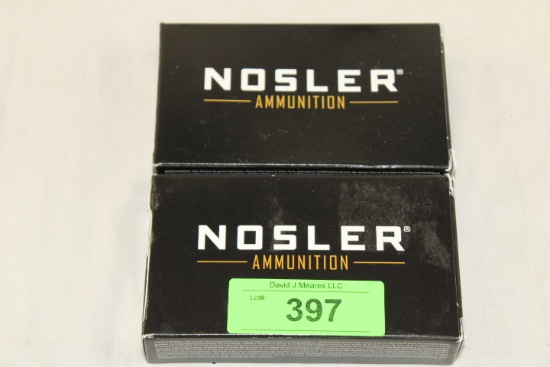 NOSLER®
AMMUNITION
NOSLER®
AMMUNITION
David J Meares LLC
Lot#:
397